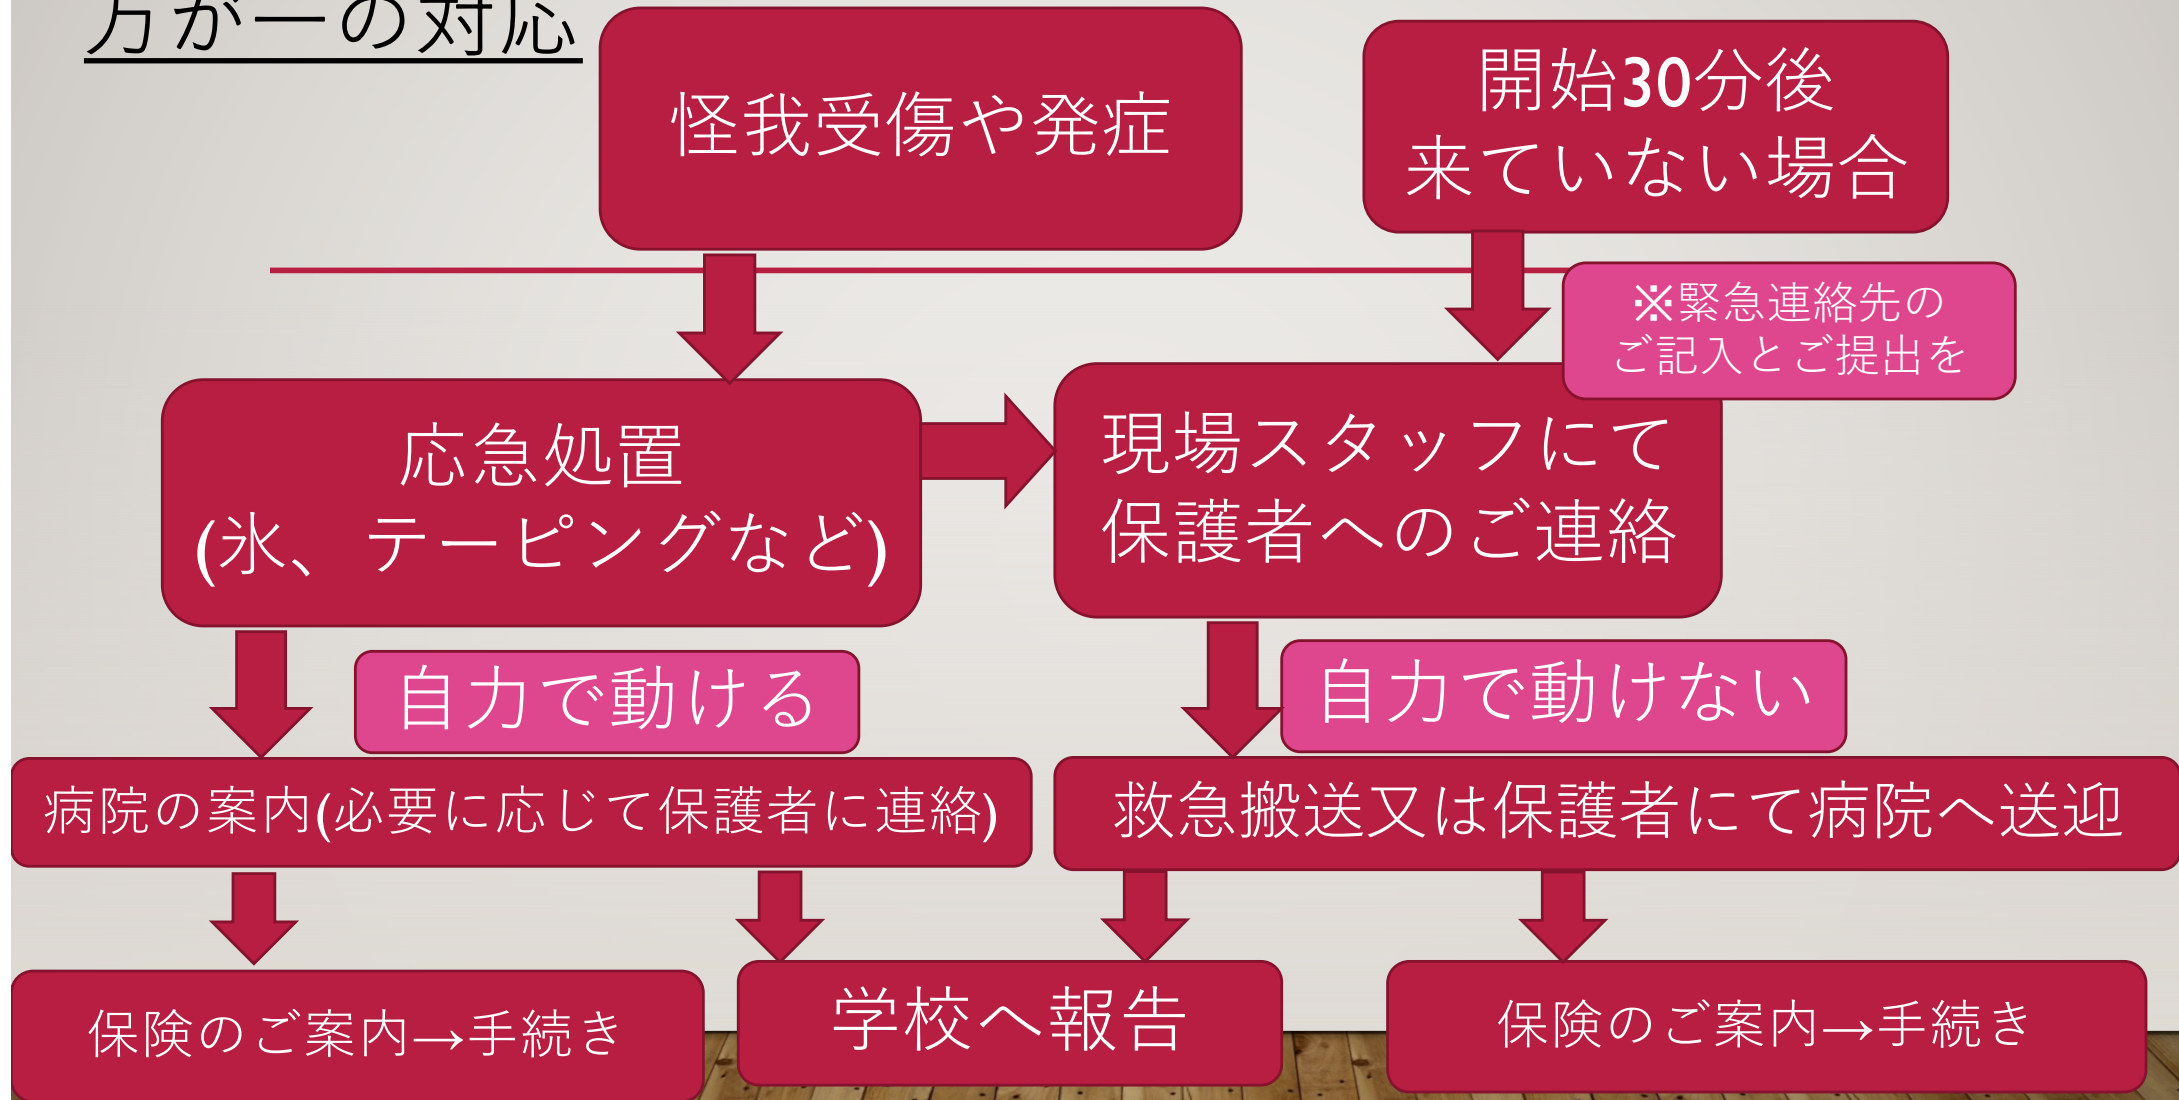 万が一の対応
怪我受傷や発症
開始30分後
来ていない場合
※緊急連絡先の
ご記入とご提出を
応急処置
(氷、テーピングなど)
現場スタッフにて
保護者へのご連絡
自力で動ける
自力で動けない
病院の案内(必要に応じて保護者に連絡)
救急搬送又は保護者にて病院へ送迎
保険のご案内→手続き
学校へ報告
保険のご案内→手続き